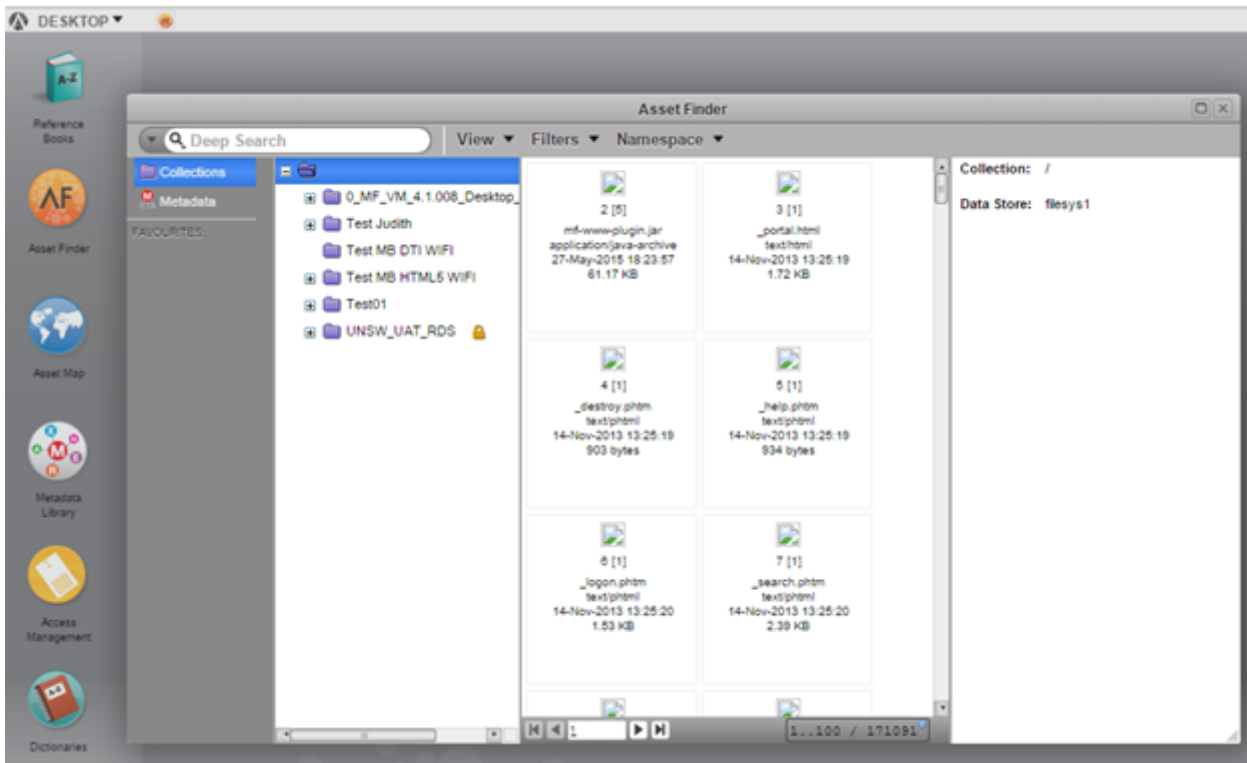 DESKTOP
A-Z
Reference
Books
AF
Asset Finder
Asset Map
M
Metadata
Library
Access
Management
A-Z
Dictionaries
Asset Finder
Deep Search
View
Filters
Namespace
Collections
Metadata
FAVOURITES:
0_MF_VM_4.1.008_Desktop_
Test Judith
Test MB DTI WIFI
Test MB HTML5 WIFI
Test01
UNSW_UAT_RDS
2 [5]
mf-www-plugin.jar
application/java-archive
27-May-2015 18:23:57
61.17 KB
3 [1]
_portal.html
text/html
14-Nov-2013 13:25:19
1.72 KB
4 [1]
_destroy.phtm
text/phtml
14-Nov-2013 13:25:19
903 bytes
5 [1]
_help.phtm
text/phtml
14-Nov-2013 13:25:19
934 bytes
6 [1]
_logon.phtm
text/phtml
14-Nov-2013 13:25:20
1.53 KB
7 [1]
_search.phtm
text/phtml
14-Nov-2013 13:25:20
2.39 KB
1
1..100 / 171091
Collection: /
Data Store: filesys1